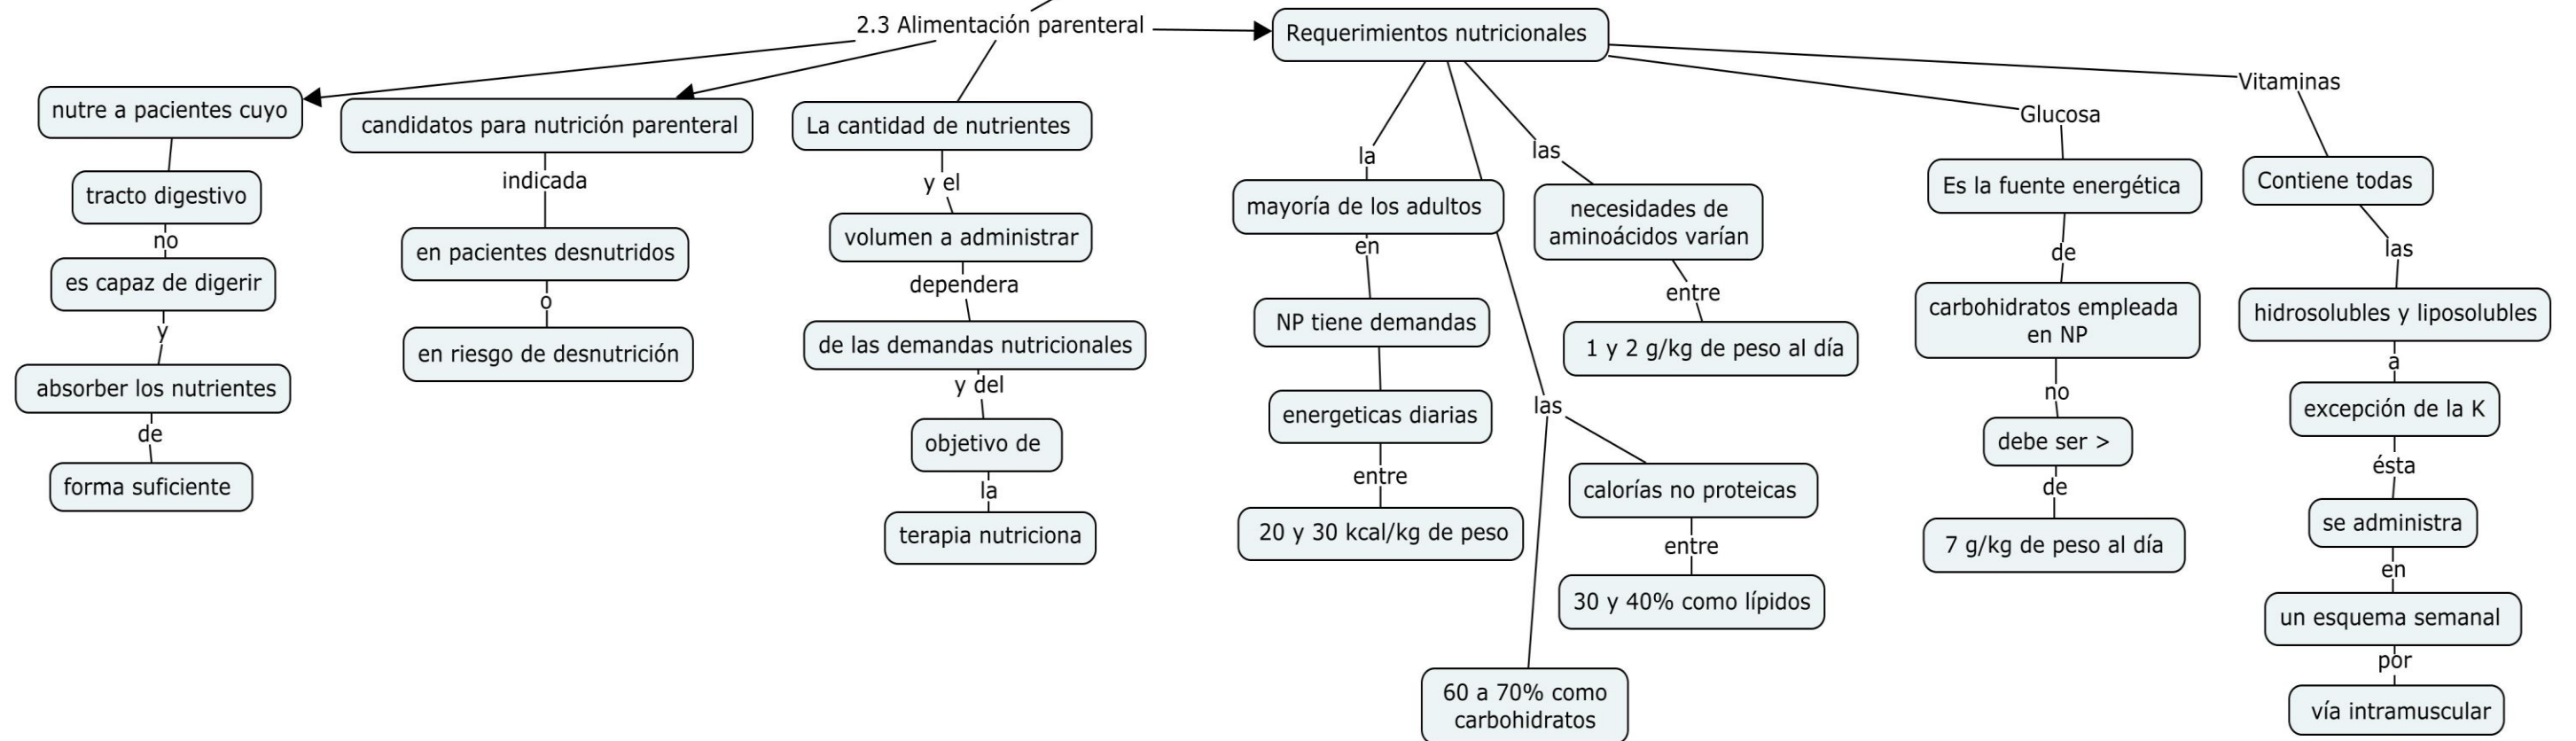 2.3 Alimentación parenteral
nutre a pacientes cuyo
tracto digestivo
no
es capaz de digerir
y
absorber los nutrientes
de
forma suficiente
candidatos para nutrición parenteral
indicada
en pacientes desnutridos
o
en riesgo de desnutrición
La cantidad de nutrientes
y el
volumen a administrar
dependera
de las demandas nutricionales
y del
objetivo de
la
terapia nutriciona
Requerimientos nutricionales
la
mayoría de los adultos
en
NP tiene demandas
energeticas diarias
entre
20 y 30 kcal/kg de peso
las
necesidades de
aminoácidos varían
entre
1 y 2 g/kg de peso al día
las
calorías no proteicas
entre
30 y 40% como lípidos
60 a 70% como
carbohidratos
Glucosa
Es la fuente energética
de
carbohidratos empleada
en NP
no
debe ser >
de
7 g/kg de peso al día
Vitaminas
Contiene todas
las
hidrosolubles y liposolubles
a
excepción de la K
ésta
se administra
en
un esquema semanal
por
vía intramuscular